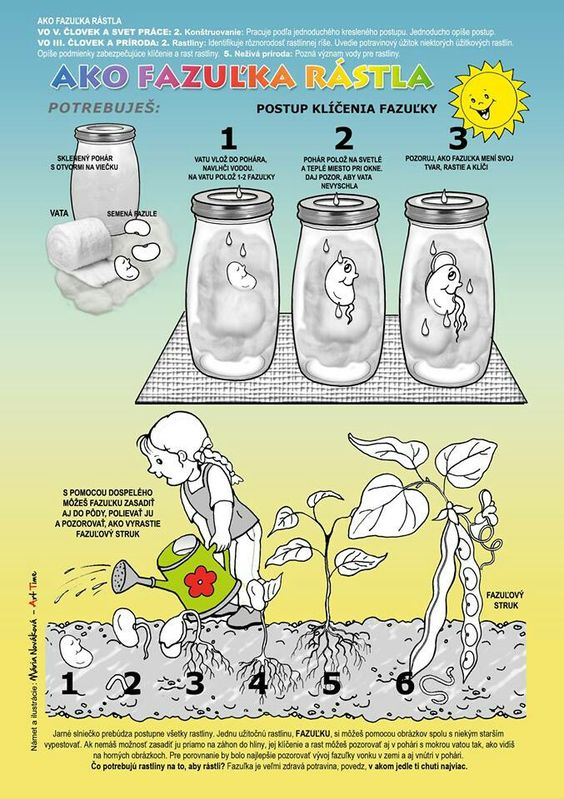 AKO FAZUĽKA RÁSTLA
VO V. ČLOVEK A SVET PRÁCE: 2. Konštruovanie: Pracuje podľa jednoduchého kresleného postupu. Jednoducho opíše postup.
VO III. ČLOVEK A PRÍRODA: 2. Rastliny: Identifikuje rôznorodosť rastlinnej ríše. Uvedie potravinový úžitok niektorých úžitkových rastlín.
Opíše podmienky zabezpečujúce klíčenie a rast rastliny. 5. Neživá príroda: Pozná význam vody pre rastliny.
AKO FAZUĽKA RÁSTLA
POTREBUJEŠ:
POSTUP KLÍČENIA FAZUĽKY
SKLENENÝ POHÁR
S OTVORMI NA VIEČKU
VATA
SEMENÁ FAZULE
1
VATU VLOŽ DO POHÁRA,
NAVLHČI VODOU.
NA VATU POLOŽ 1-2 FAZUĽKY
2
POHÁR POLOŽ NA SVETLÉ
A TEPLÉ MIESTO PRI OKNE.
DAJ POZOR, ABY VATA
NEVYSCHLA
3
POZORUJ, AKO FAZUĽKA MENÍ SVOJ
TVAR, RASTIE A KLÍČI
S POMOCOU DOSPELÉHO
MÔŽEŠ FAZUĽKU ZASADIŤ
AJ DO PÔDY, POLIEVAŤ JU
A POZOROVAŤ, AKO VYRASTIE
FAZUĽOVÝ STRUK
FAZUĽOVÝ
STRUK
1 2 3 4 5 6
Námet a ilustrácie: Mária Nováková - Art Time
Jarné slniečko prebúdza postupne všetky rastliny. Jednu užitočnú rastlinu, FAZUĽKU, si môžeš pomocou obrázkov spolu s niekým starším
vypestovať. Ak nemáš možnosť zasadiť ju priamo na záhon do hliny, jej klíčenie a rast môžeš pozorovať aj v pohári s mokrou vatou tak, ako vidíš
na horných obrázkoch. Pre porovnanie by bolo najlepšie pozorovať vývoj fazuľky vonku v zemi a aj vnútri v pohári.
Čo potrebujú rastliny na to, aby rástli? Fazuľka je veľmi zdravá potravina, povedz, v akom jedle ti chutí najviac.